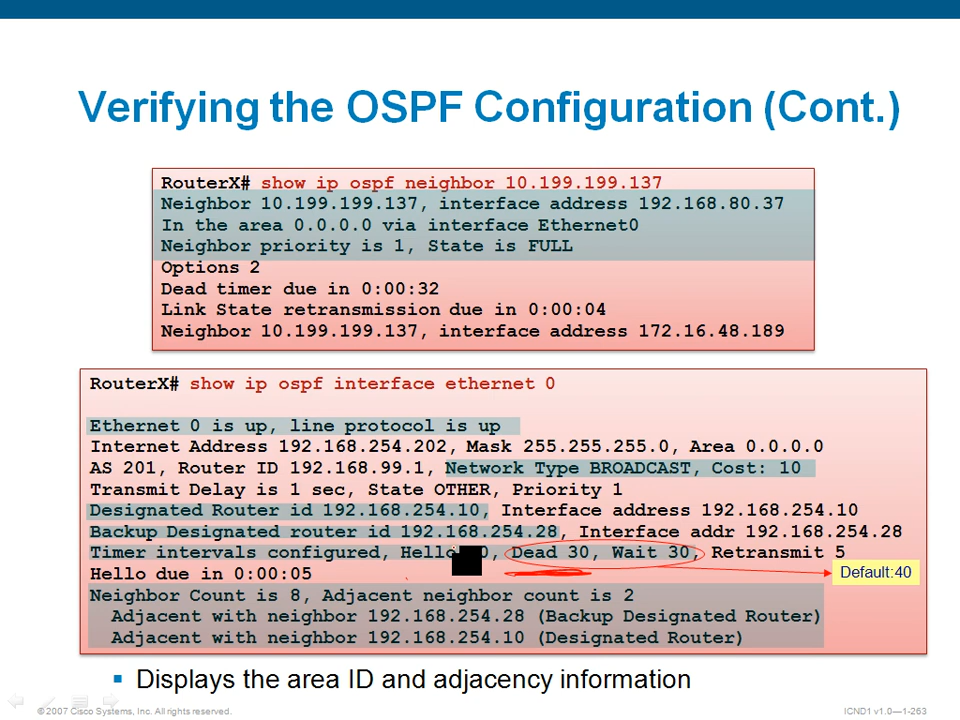 Verifying the OSPF Configuration (Cont.)
RouterX# show ip ospf neighbor 10.199.199.137
Neighbor 10.199.199.137, interface address 192.168.80.37
In the area 0.0.0.0 via interface Ethernet0
Neighbor priority is 1, State is FULL
Options 2
Dead timer due in 0:00:32
Link State retransmission due in 0:00:04
Neighbor 10.199.199.137, interface address 172.16.48.189
RouterX# show ip ospf interface ethernet 0
Ethernet 0 is up, line protocol is up
Internet Address 192.168.254.202, Mask 255.255.255.0, Area 0.0.0.0
AS 201, Router ID 192.168.99.1, Network Type BROADCAST, Cost: 10
Transmit Delay is 1 sec, State OTHER, Priority 1
Designated Router id 192.168.254.10, Interface address 192.168.254.10
Backup Designated router id 192.168.254.28, Interface addr 192.168.254.28
Timer intervals configured, Hello 0, Dead 30, Wait 30, Retransmit 5
Hello due in 0:00:05
Default:40
Neighbor Count is 8, Adjacent neighbor count is 2
Adjacent with neighbor 192.168.254.28 (Backup Designated Router)
Adjacent with neighbor 192.168.254.10 (Designated Router)
Displays the area ID and adjacency information
© 2007 Cisco Systems, Inc. All rights reserved.
ICND1 v1.0—1-263